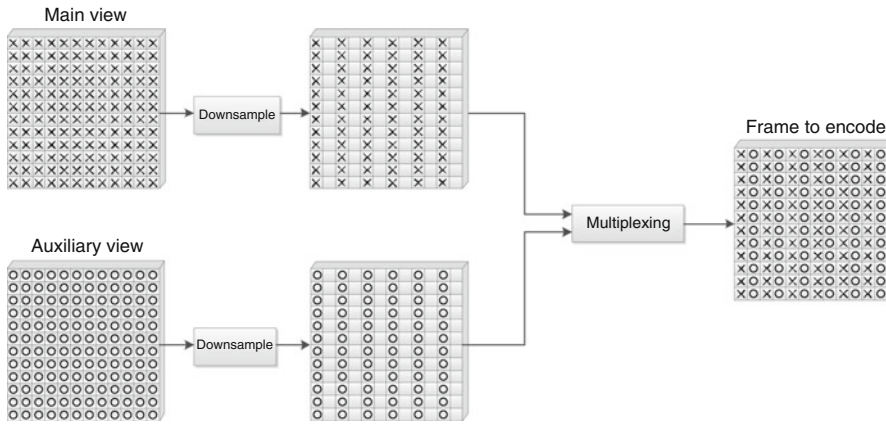 Main view
Downsample
Frame to encode
Multiplexing
Auxiliary view
Downsample